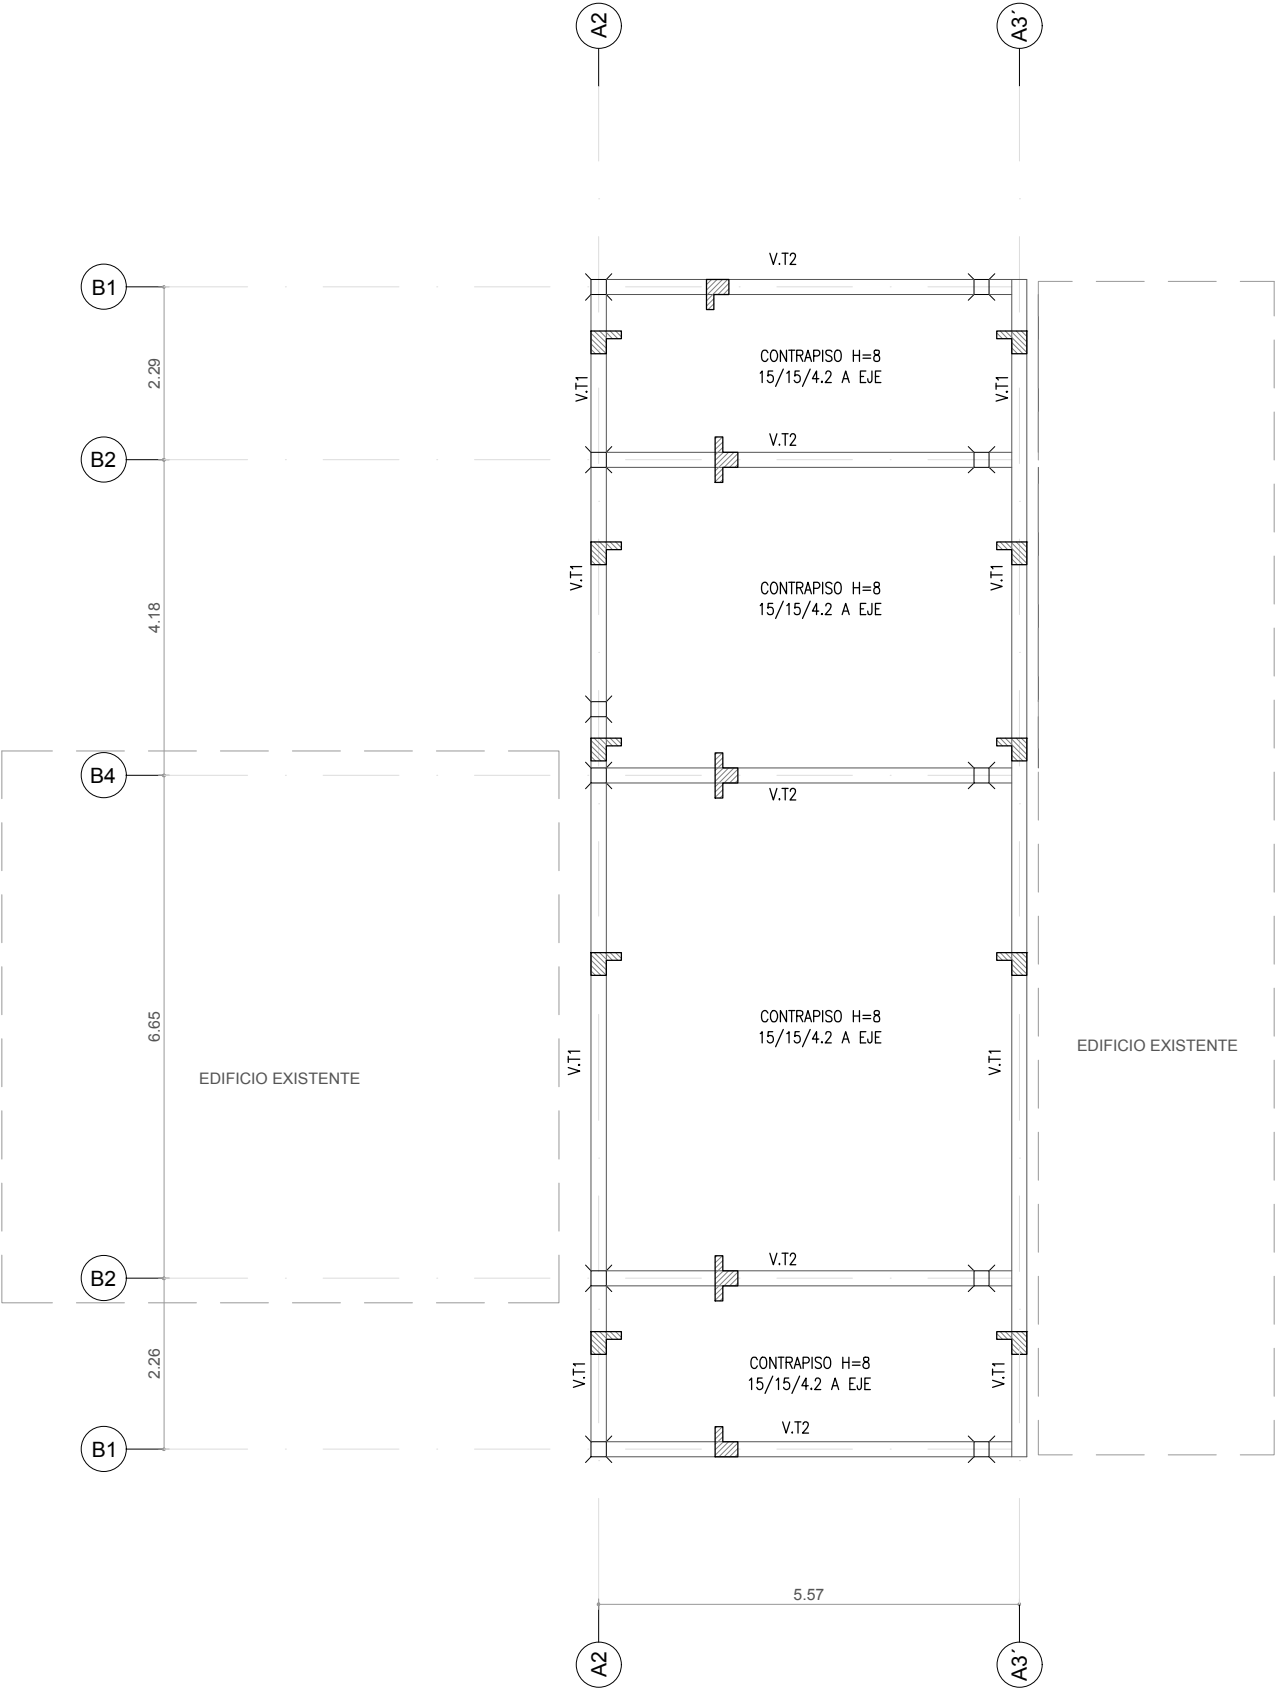 A2
A3´
B1
V.T2
2.29
CONTRAPISO H=8
15/15/4.2 A EJE
V.T1
V.T1
B2
V.T2
4.18
V.T1
CONTRAPISO H=8
15/15/4.2 A EJE
V.T1
B4
V.T2
6.65
CONTRAPISO H=8
15/15/4.2 A EJE
EDIFICIO EXISTENTE
V.T1
V.T1
EDIFICIO EXISTENTE
B2
V.T2
2.26
V.T1
CONTRAPISO H=8
15/15/4.2 A EJE
V.T1
V.T2
B1
5.57
A2
A3´